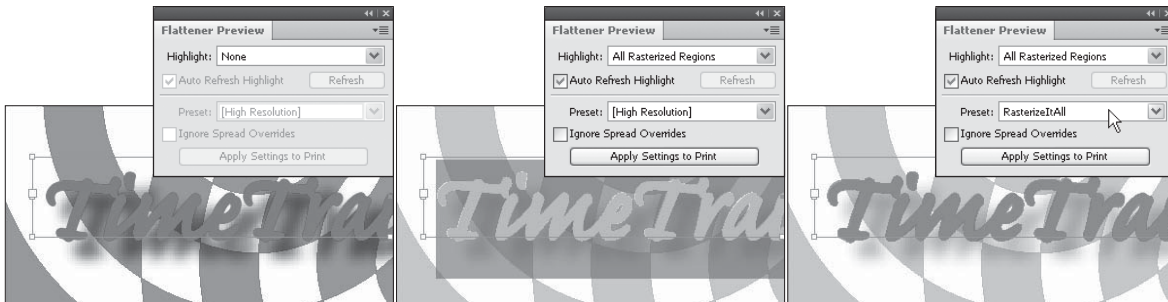 Flattener Preview
Highlight: None
Auto Refresh Highlight Refresh
Preset: [High Resolution]
Ignore Spread Overrides
Apply Settings to Print
TimeTra
Flattener Preview
Highlight: All Rasterized Regions
Auto Refresh Highlight Refresh
Preset: [High Resolution]
Ignore Spread Overrides
Apply Settings to Print
TimeTra
Flattener Preview
Highlight: All Rasterized Regions
Auto Refresh Highlight Refresh
Preset: RasterizeItAll
Ignore Spread Overrides
Apply Settings to Print
TimeTra